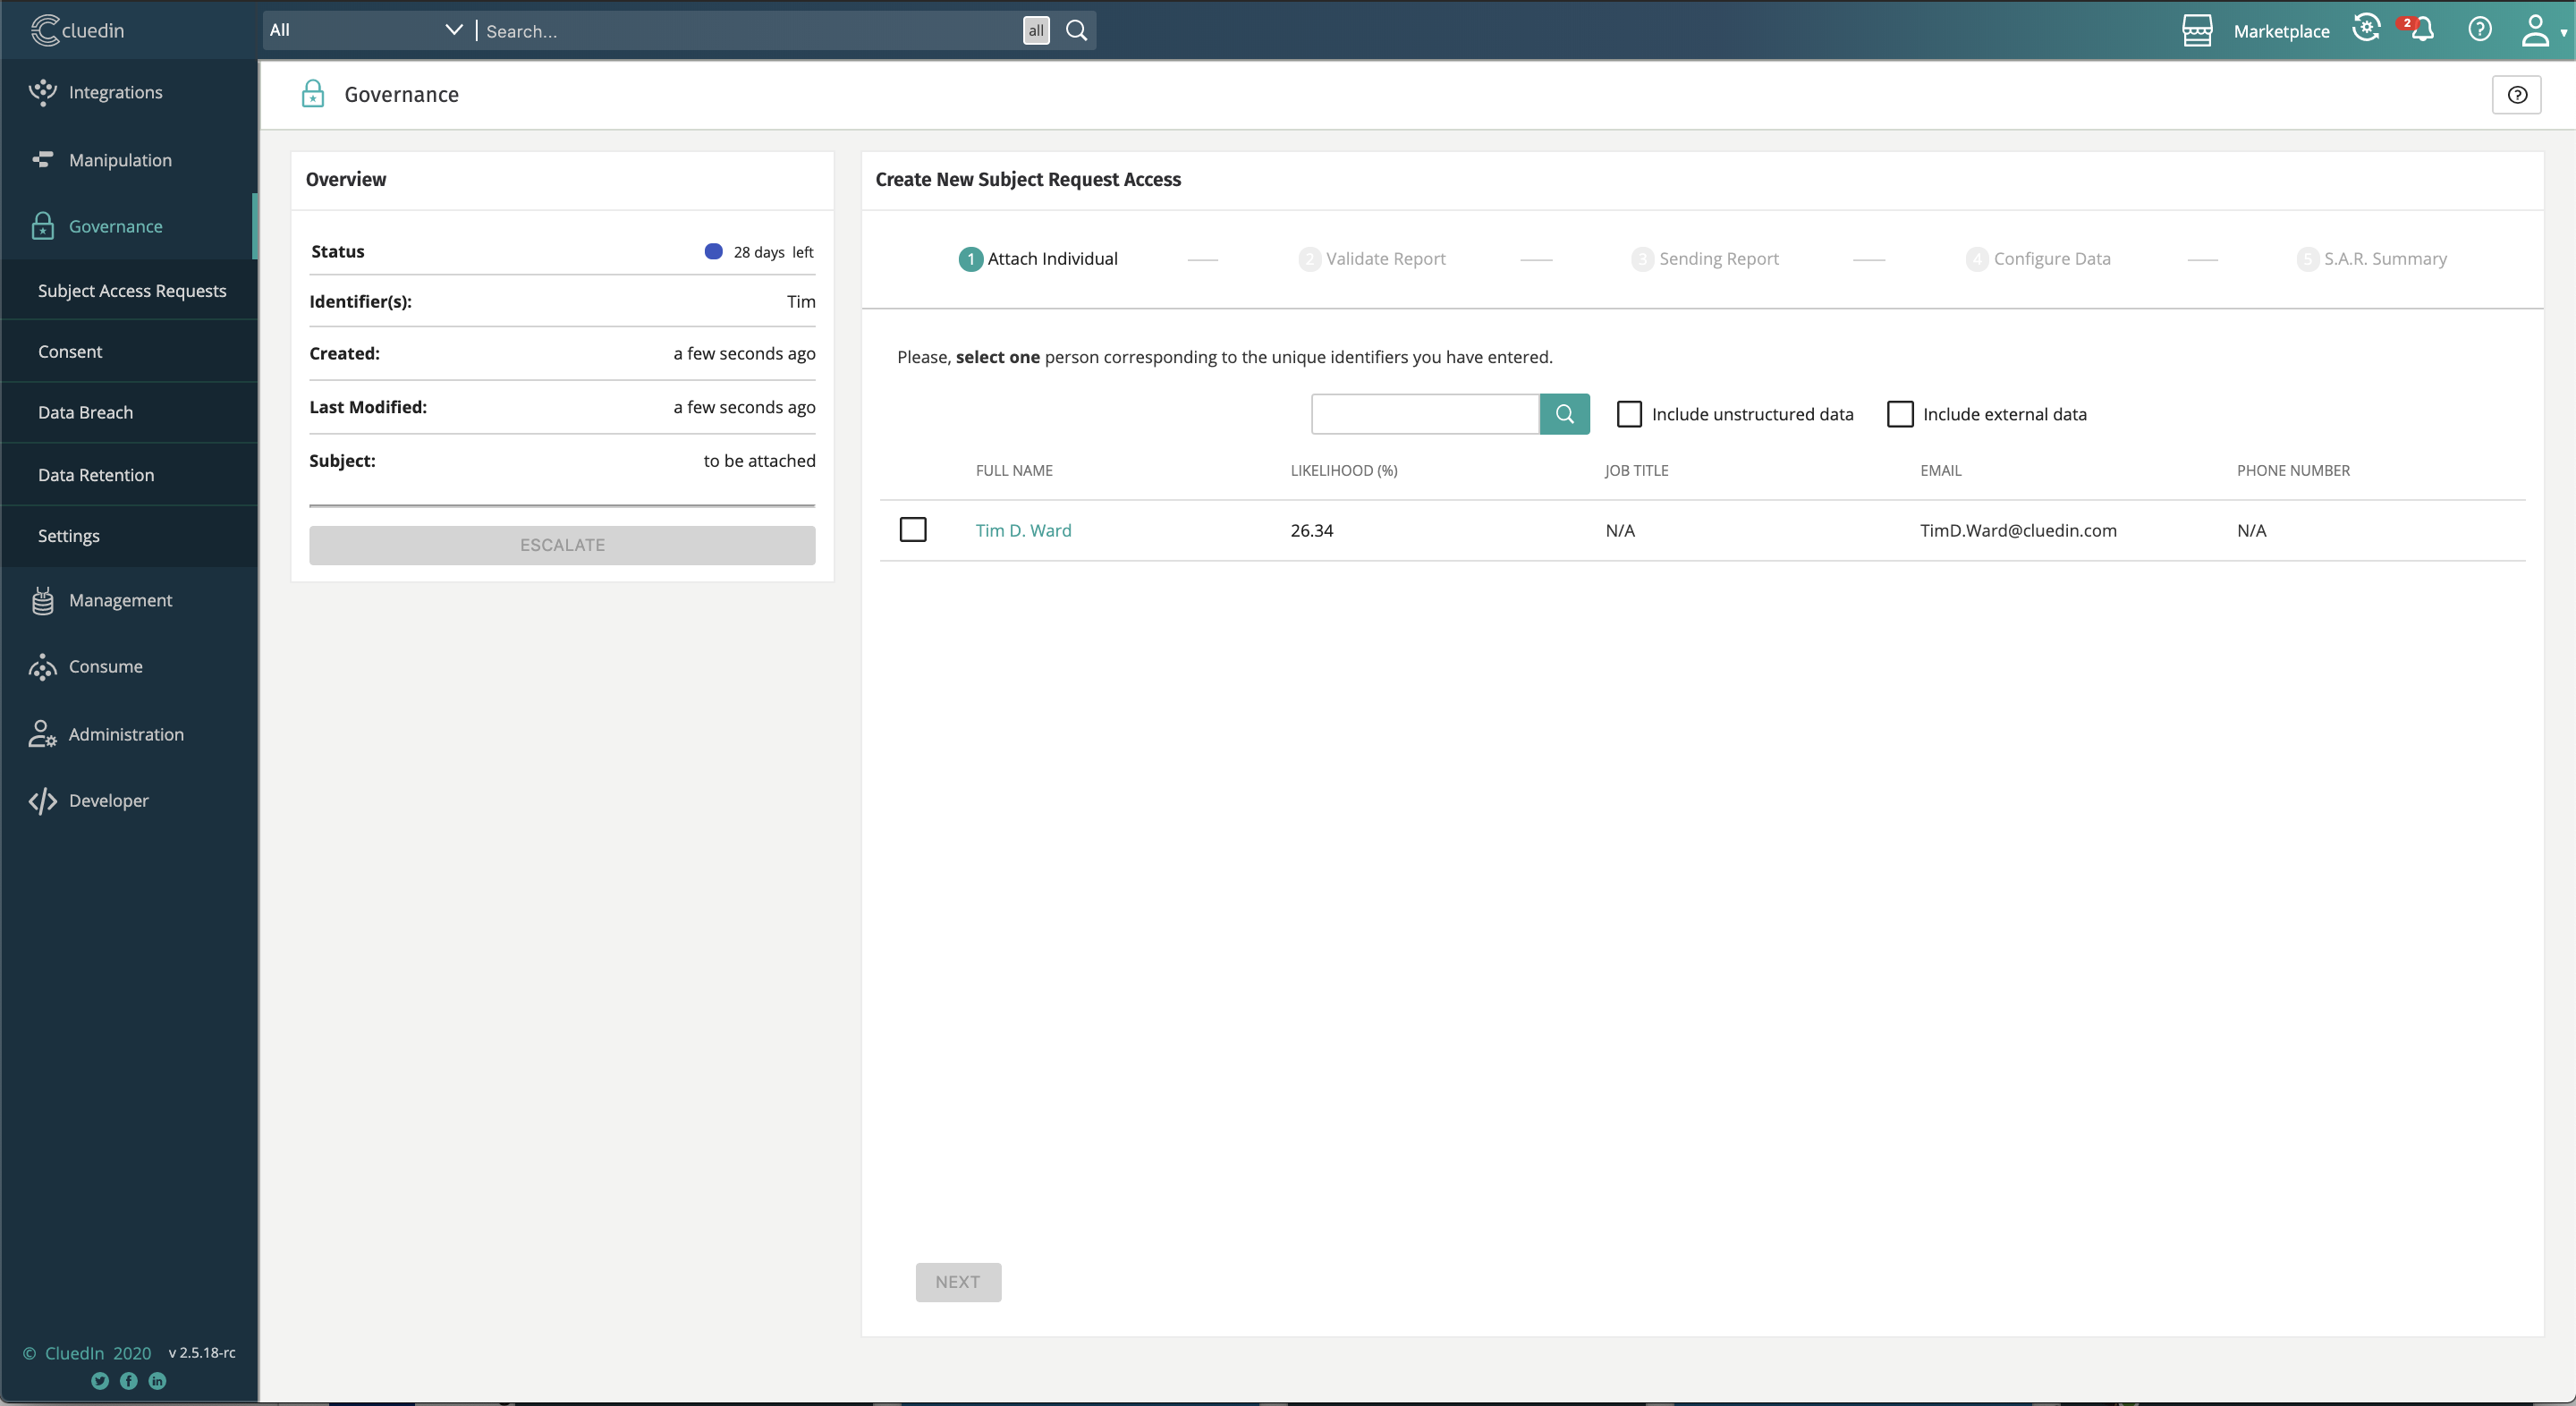 cluedin
All
Search...
all
Marketplace
2
Integrations
Manipulation
Governance
Subject Access Requests
Consent
Data Breach
Data Retention
Settings
Management
Consume
Administration
Developer
© CluedIn 2020 v 2.5.18-rc
Governance
Overview
Status 28 days left
Identifier(s): Tim
Created: a few seconds ago
Last Modified: a few seconds ago
Subject: to be attached
ESCALATE
Create New Subject Request Access
1 Attach Individual
2 Validate Report
3 Sending Report
4 Configure Data
5 S.A.R. Summary
Please, select one person corresponding to the unique identifiers you have entered.
Include unstructured data
Include external data
FULL NAME LIKELIHOOD (%) JOB TITLE EMAIL PHONE NUMBER
Tim D. Ward 26.34 N/A TimD.Ward@cluedin.com N/A
NEXT